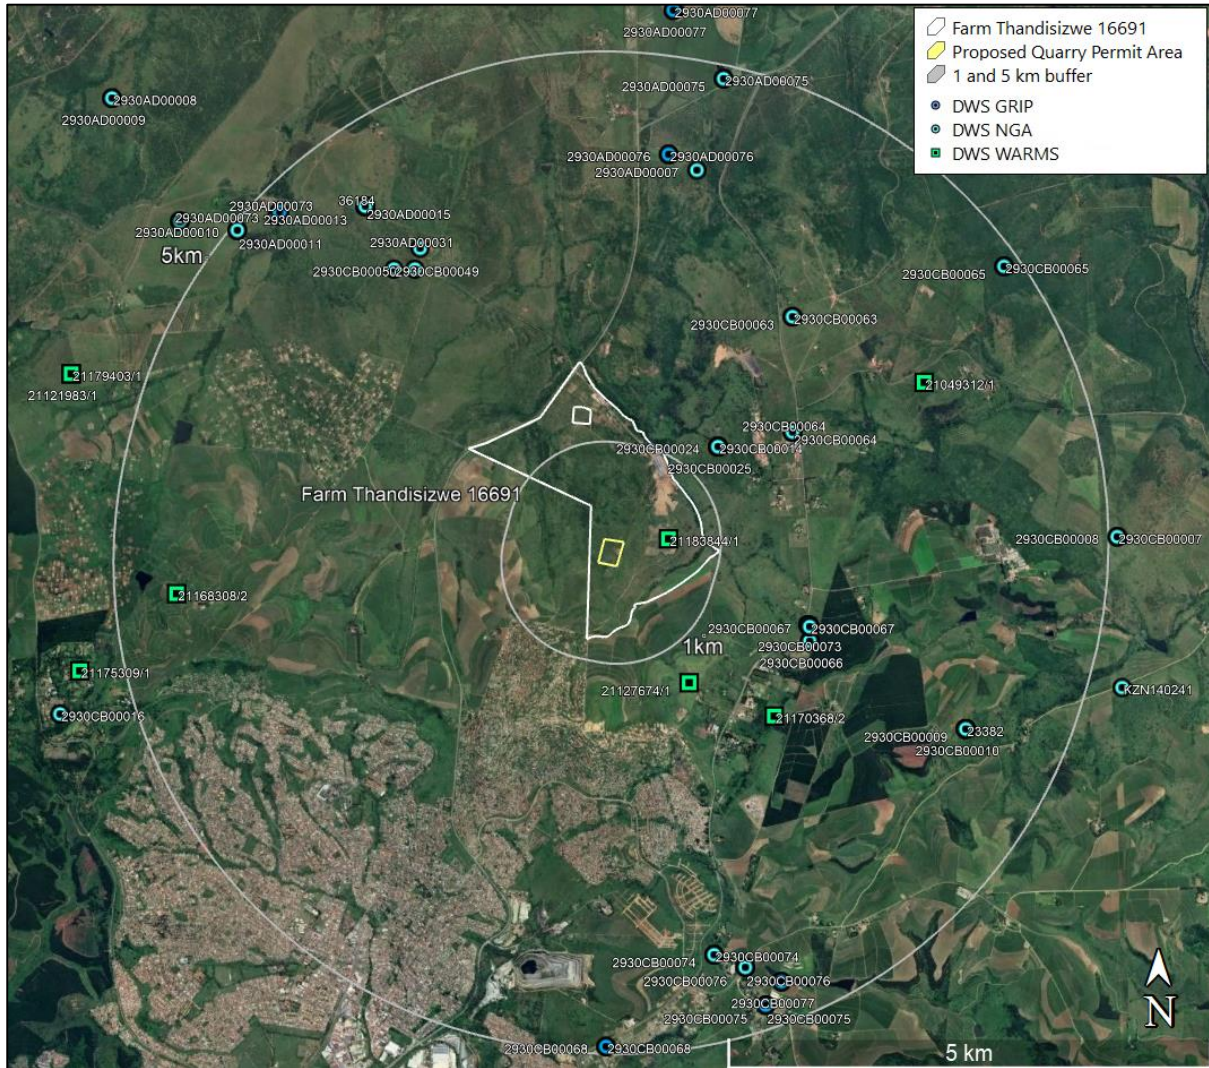 2930AD00077
2930AD00077
Farm Thandisizwe 16691
Proposed Quarry Permit Area
1 and 5 km buffer
DWS GRIP
DWS NGA
DWS WARMS
2930AD00075
2930AD00075
2930AD00008
2930AD00009
2930AD00076
2930AD00076
2930AD00007
36184
2930AD00073
2930AD00015
2930AD00073
2930AD00013
2930AD00010
2930AD00011
2930AD00031
5km
2930CB00050
2930CB00049
2930CB00065
2930CB00065
2930CB00063
2930CB00063
21179403/1
21121983/1
21049312/1
2930CB00064
2930CB00064
2930CB00024
2930CB00014
2930CB00025
Farm Thandisizwe 16691
21183844/1
2930CB00008
2930CB00007
21168308/2
2930CB00067
2930CB00067
2930CB00073
2930CB00066
1km
21175309/1
21127674/1
KZN140241
2930CB00016
21170368/2
23382
2930CB00009
2930CB00010
2930CB00074
2930CB00074
2930CB00076
2930CB00076
2930CB00077
2930CB00075
2930CB00075
2930CB00068
2930CB00068
5 km
N